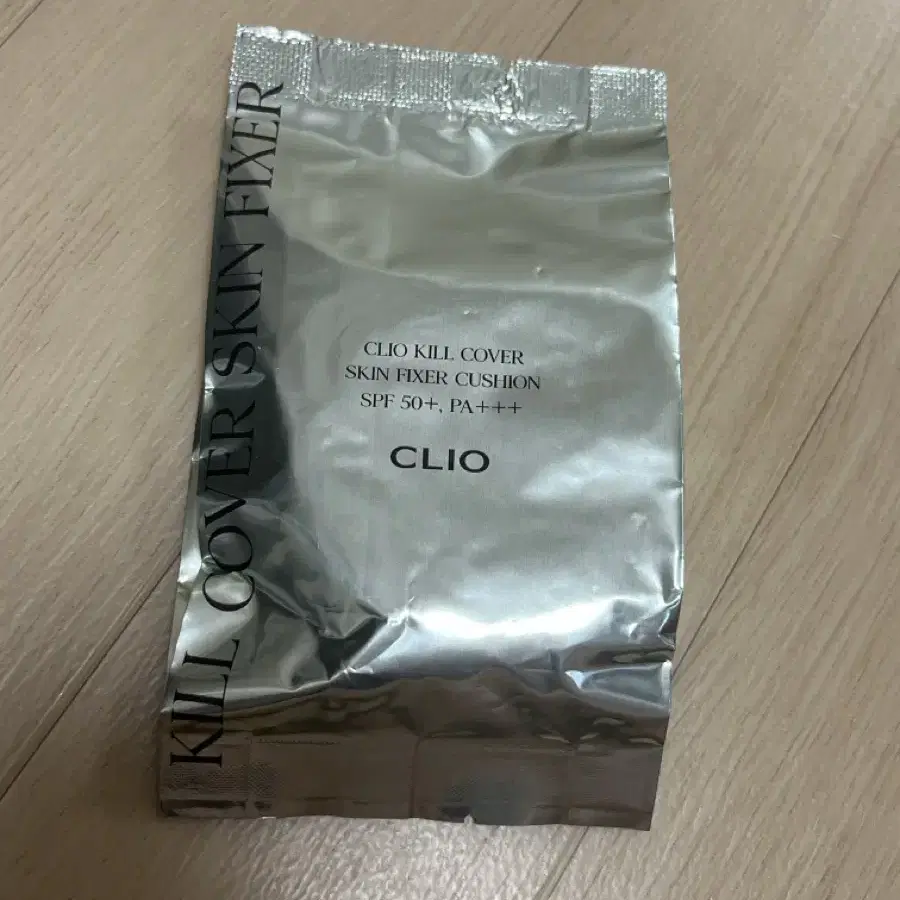 KILL COVER SKIN FIXER
CLIO KILL COVER
SKIN FIXER CUSHION
SPF 50+, PA+++
CLIO